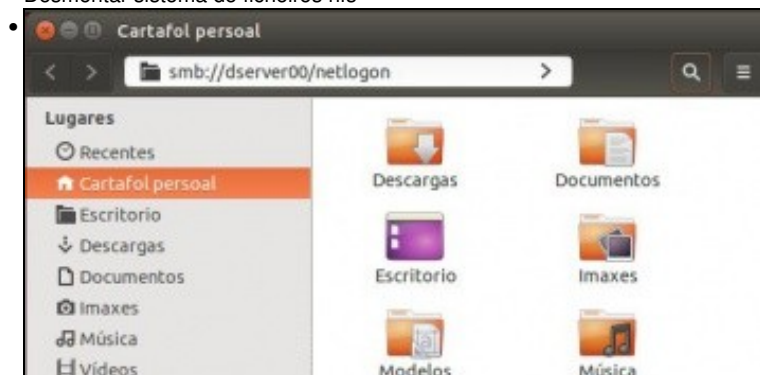 Desmontar sistema de ficheiros nfs
Cartafol persoal
smb://dserver00/netlogon
Lugares
Recentes
Cartafol persoal
Escritorio
Descargas
Documentos
Imaxes
Música
Vídeos
Descargas
Documentos
Escritorio
Imaxes
Modelos
Música